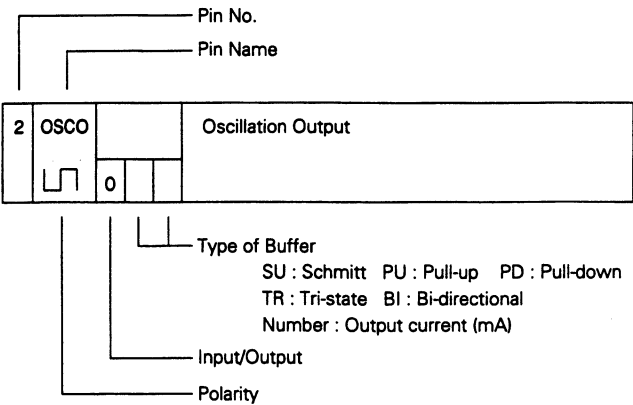 Pin No.
Pin Name
2 OSCO Oscillation Output
O
Type of Buffer
SU : Schmitt PU : Pull-up PD : Pull-down
TR : Tri-state BI : Bi-directional
Number : Output current (mA)
Input/Output
Polarity